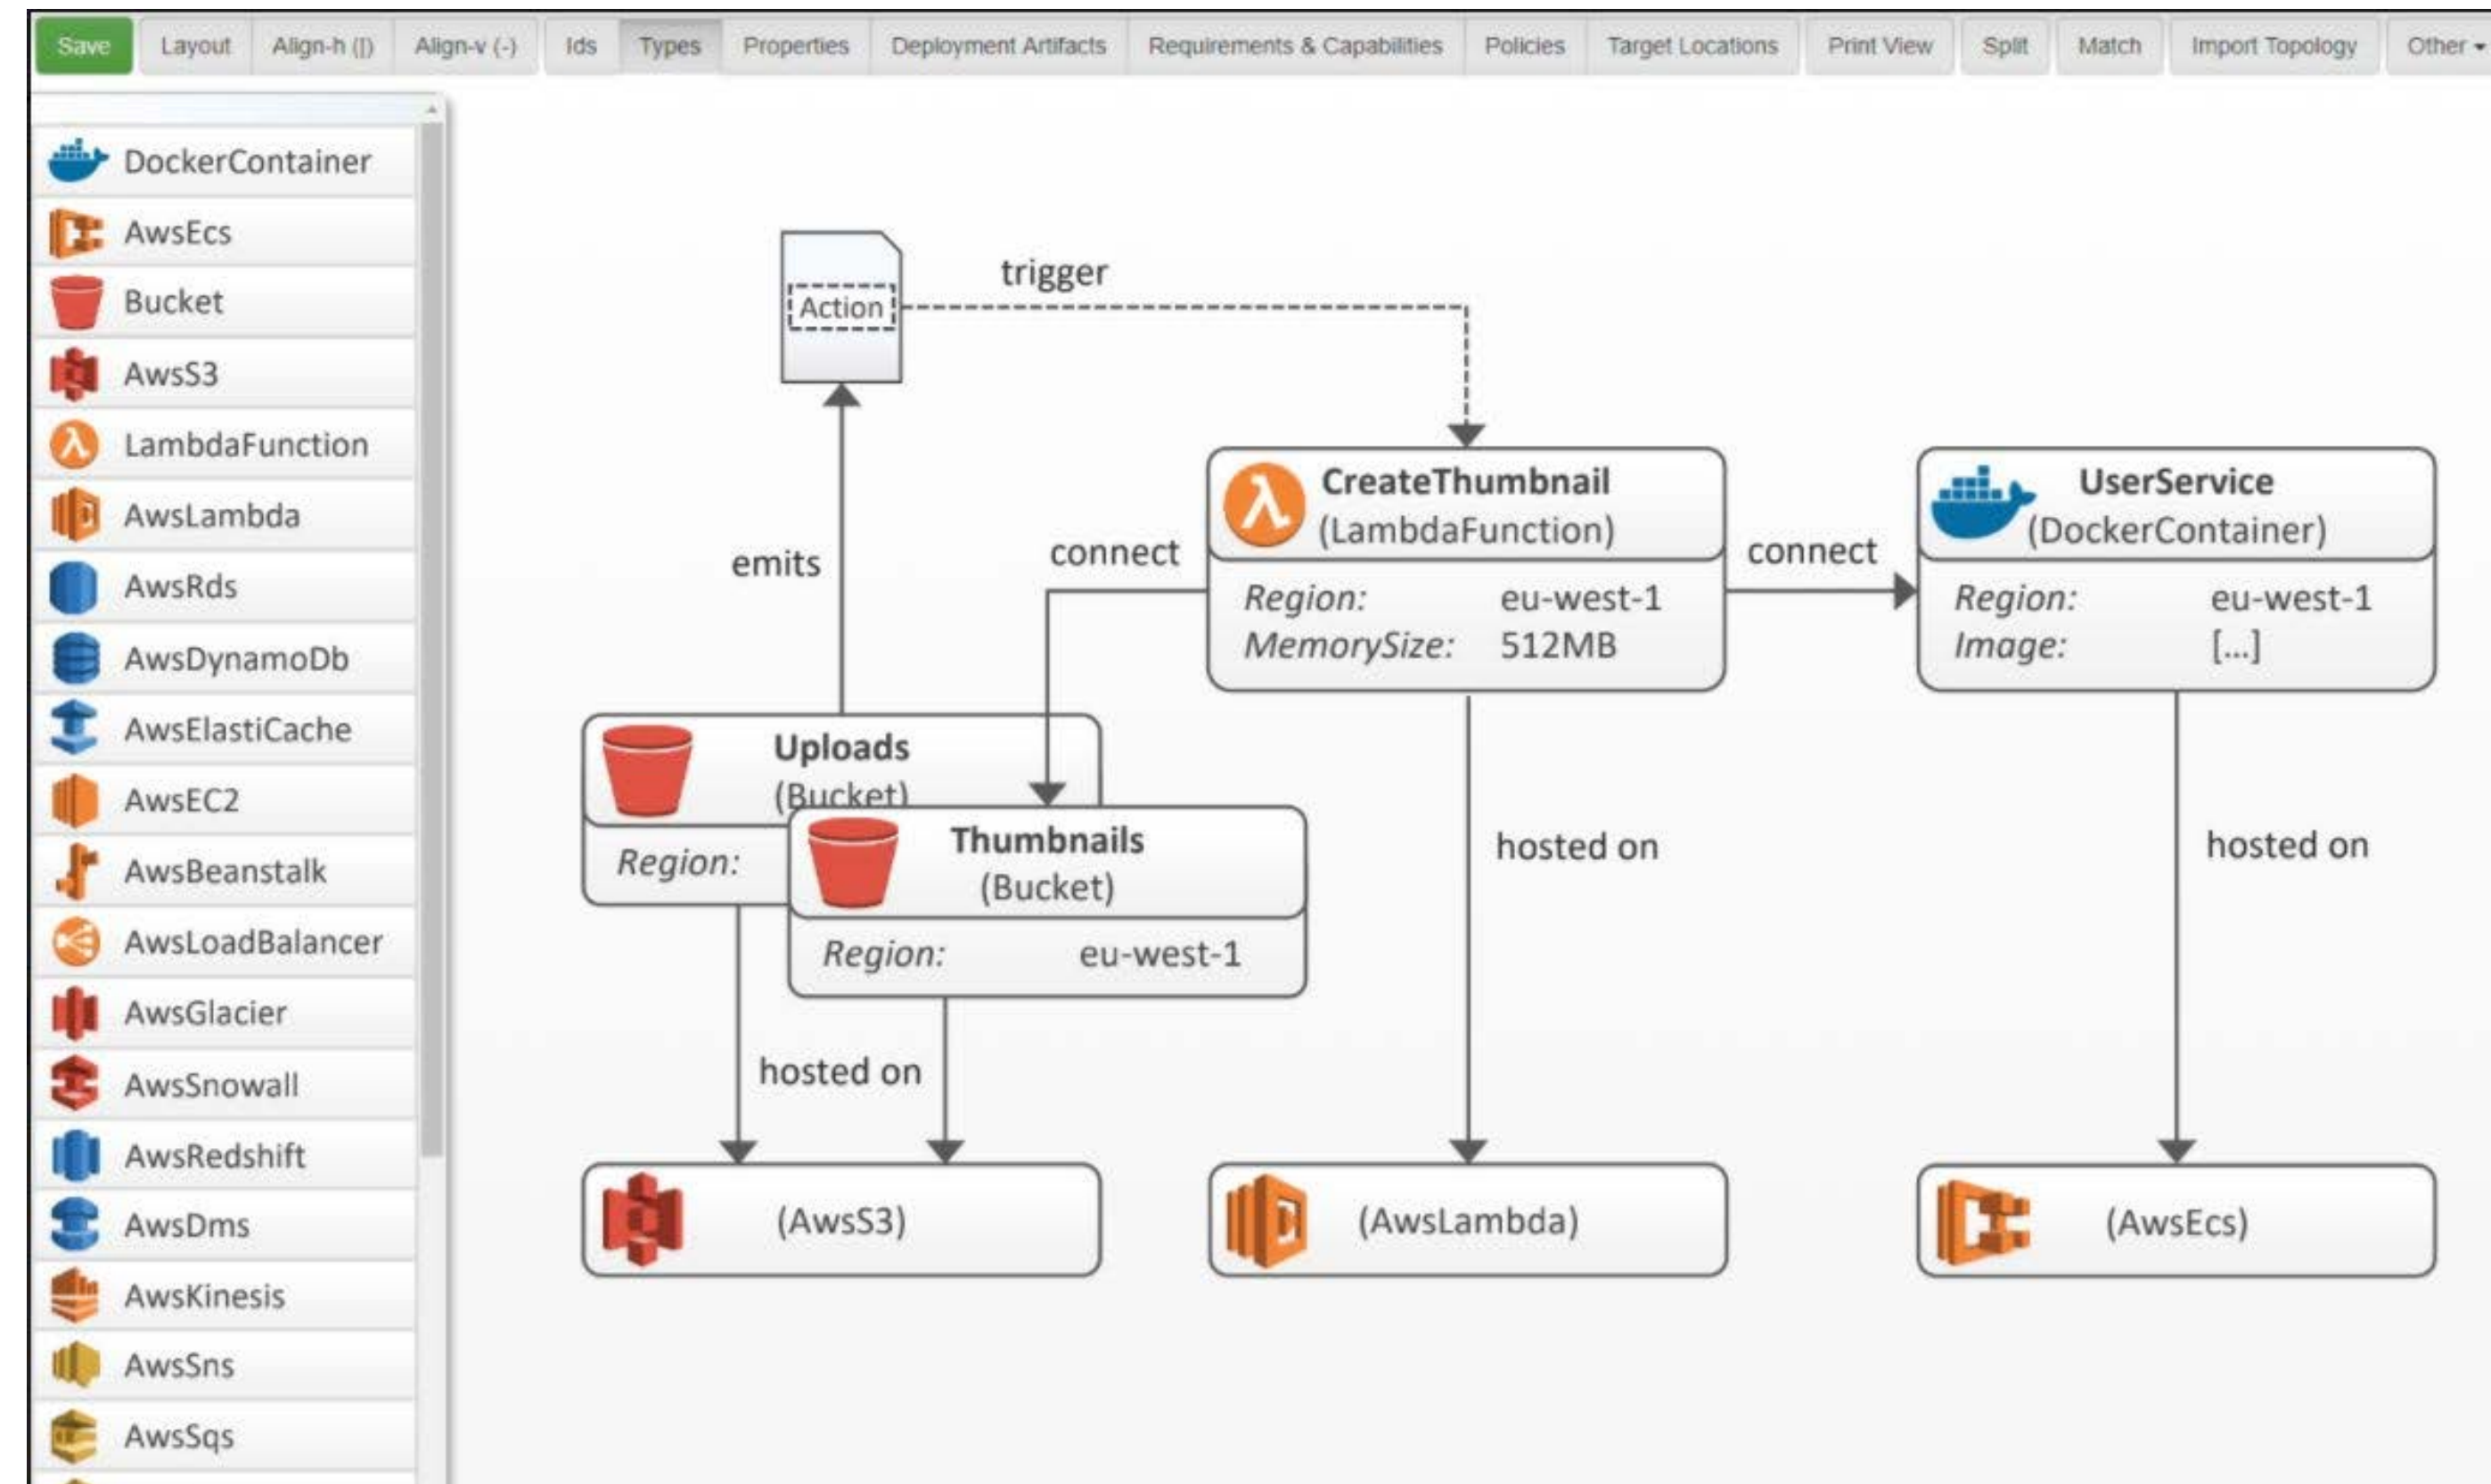 Save Layout Align-h (|) Align-v (-) Ids Types Properties Deployment Artifacts Requirements & Capabilities Policies Target Locations Print View Split Match Import Topology Other
DockerContainer
AwsEcs
Bucket
AwsS3
LambdaFunction
AwsLambda
AwsRds
AwsDynamoDb
AwsElastiCache
AwsEC2
AwsBeanstalk
AwsLoadBalancer
AwsGlacier
AwsSnowall
AwsRedshift
AwsDms
AwsKinesis
AwsSns
AwsSqs
Action
trigger
emits
connect
CreateThumbnail
(LambdaFunction)
Region: eu-west-1
MemorySize: 512MB
connect
UserService
(DockerContainer)
Region: eu-west-1
Image: [...]
Uploads
(Bucket)
Region:
Thumbnails
(Bucket)
Region: eu-west-1
hosted on
hosted on
hosted on
(AwsS3)
(AwsLambda)
(AwsEcs)